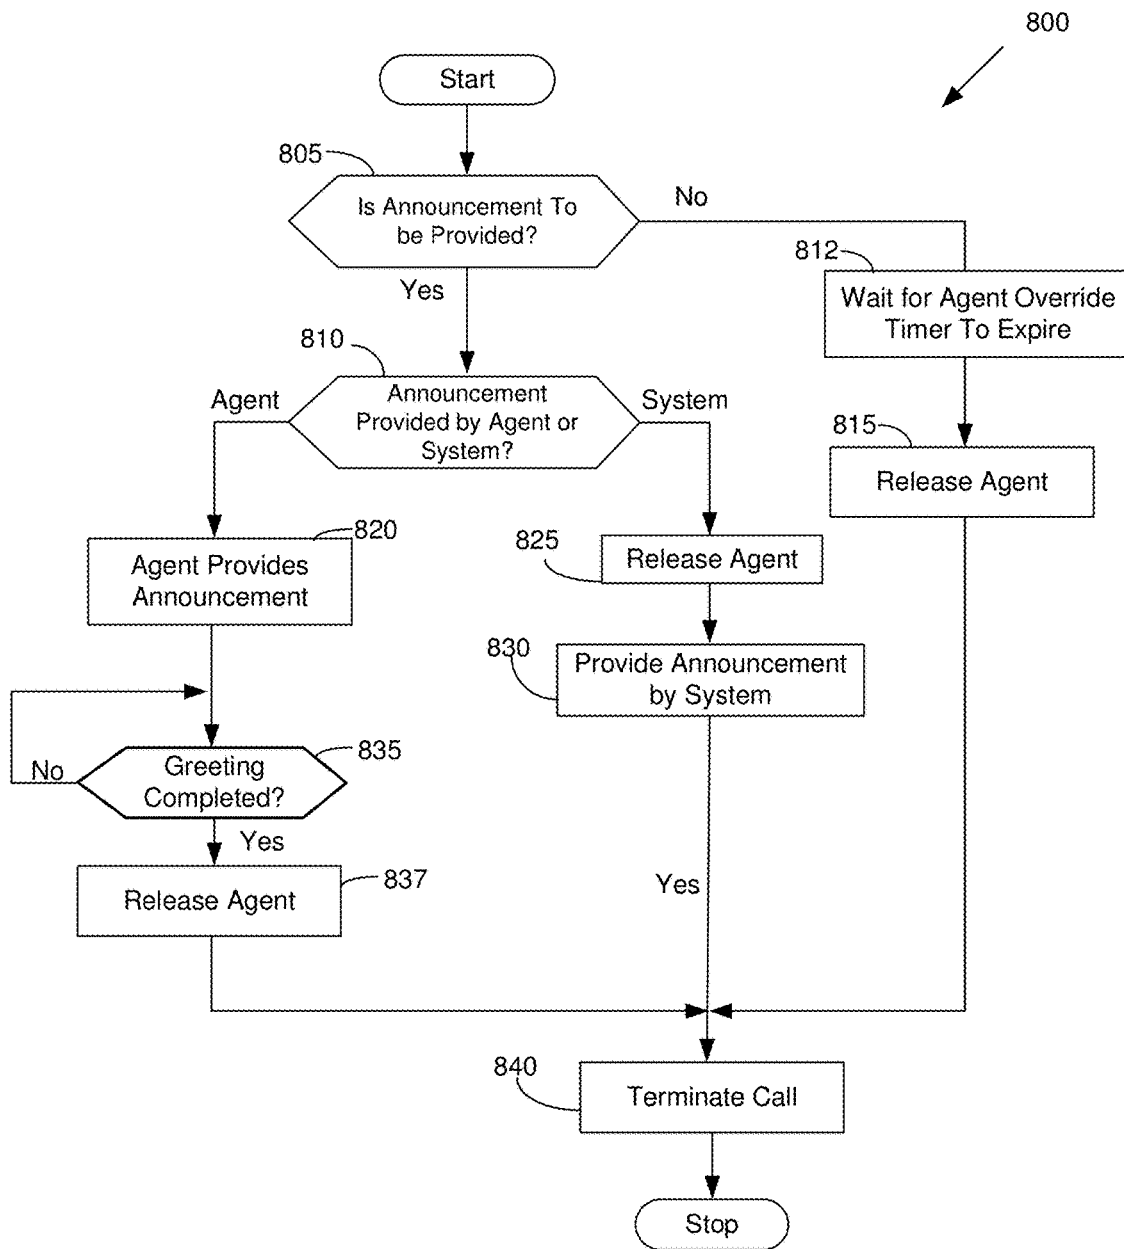 800
Start
805
Is Announcement To
be Provided?
No
Yes
812
Wait for Agent Override
Timer To Expire
810
Announcement
Provided by Agent or
System?
Agent
System
815
Release Agent
820
Agent Provides
Announcement
825
Release Agent
830
Provide Announcement
by System
835
Greeting
Completed?
No
Yes
837
Release Agent
Yes
840
Terminate Call
Stop